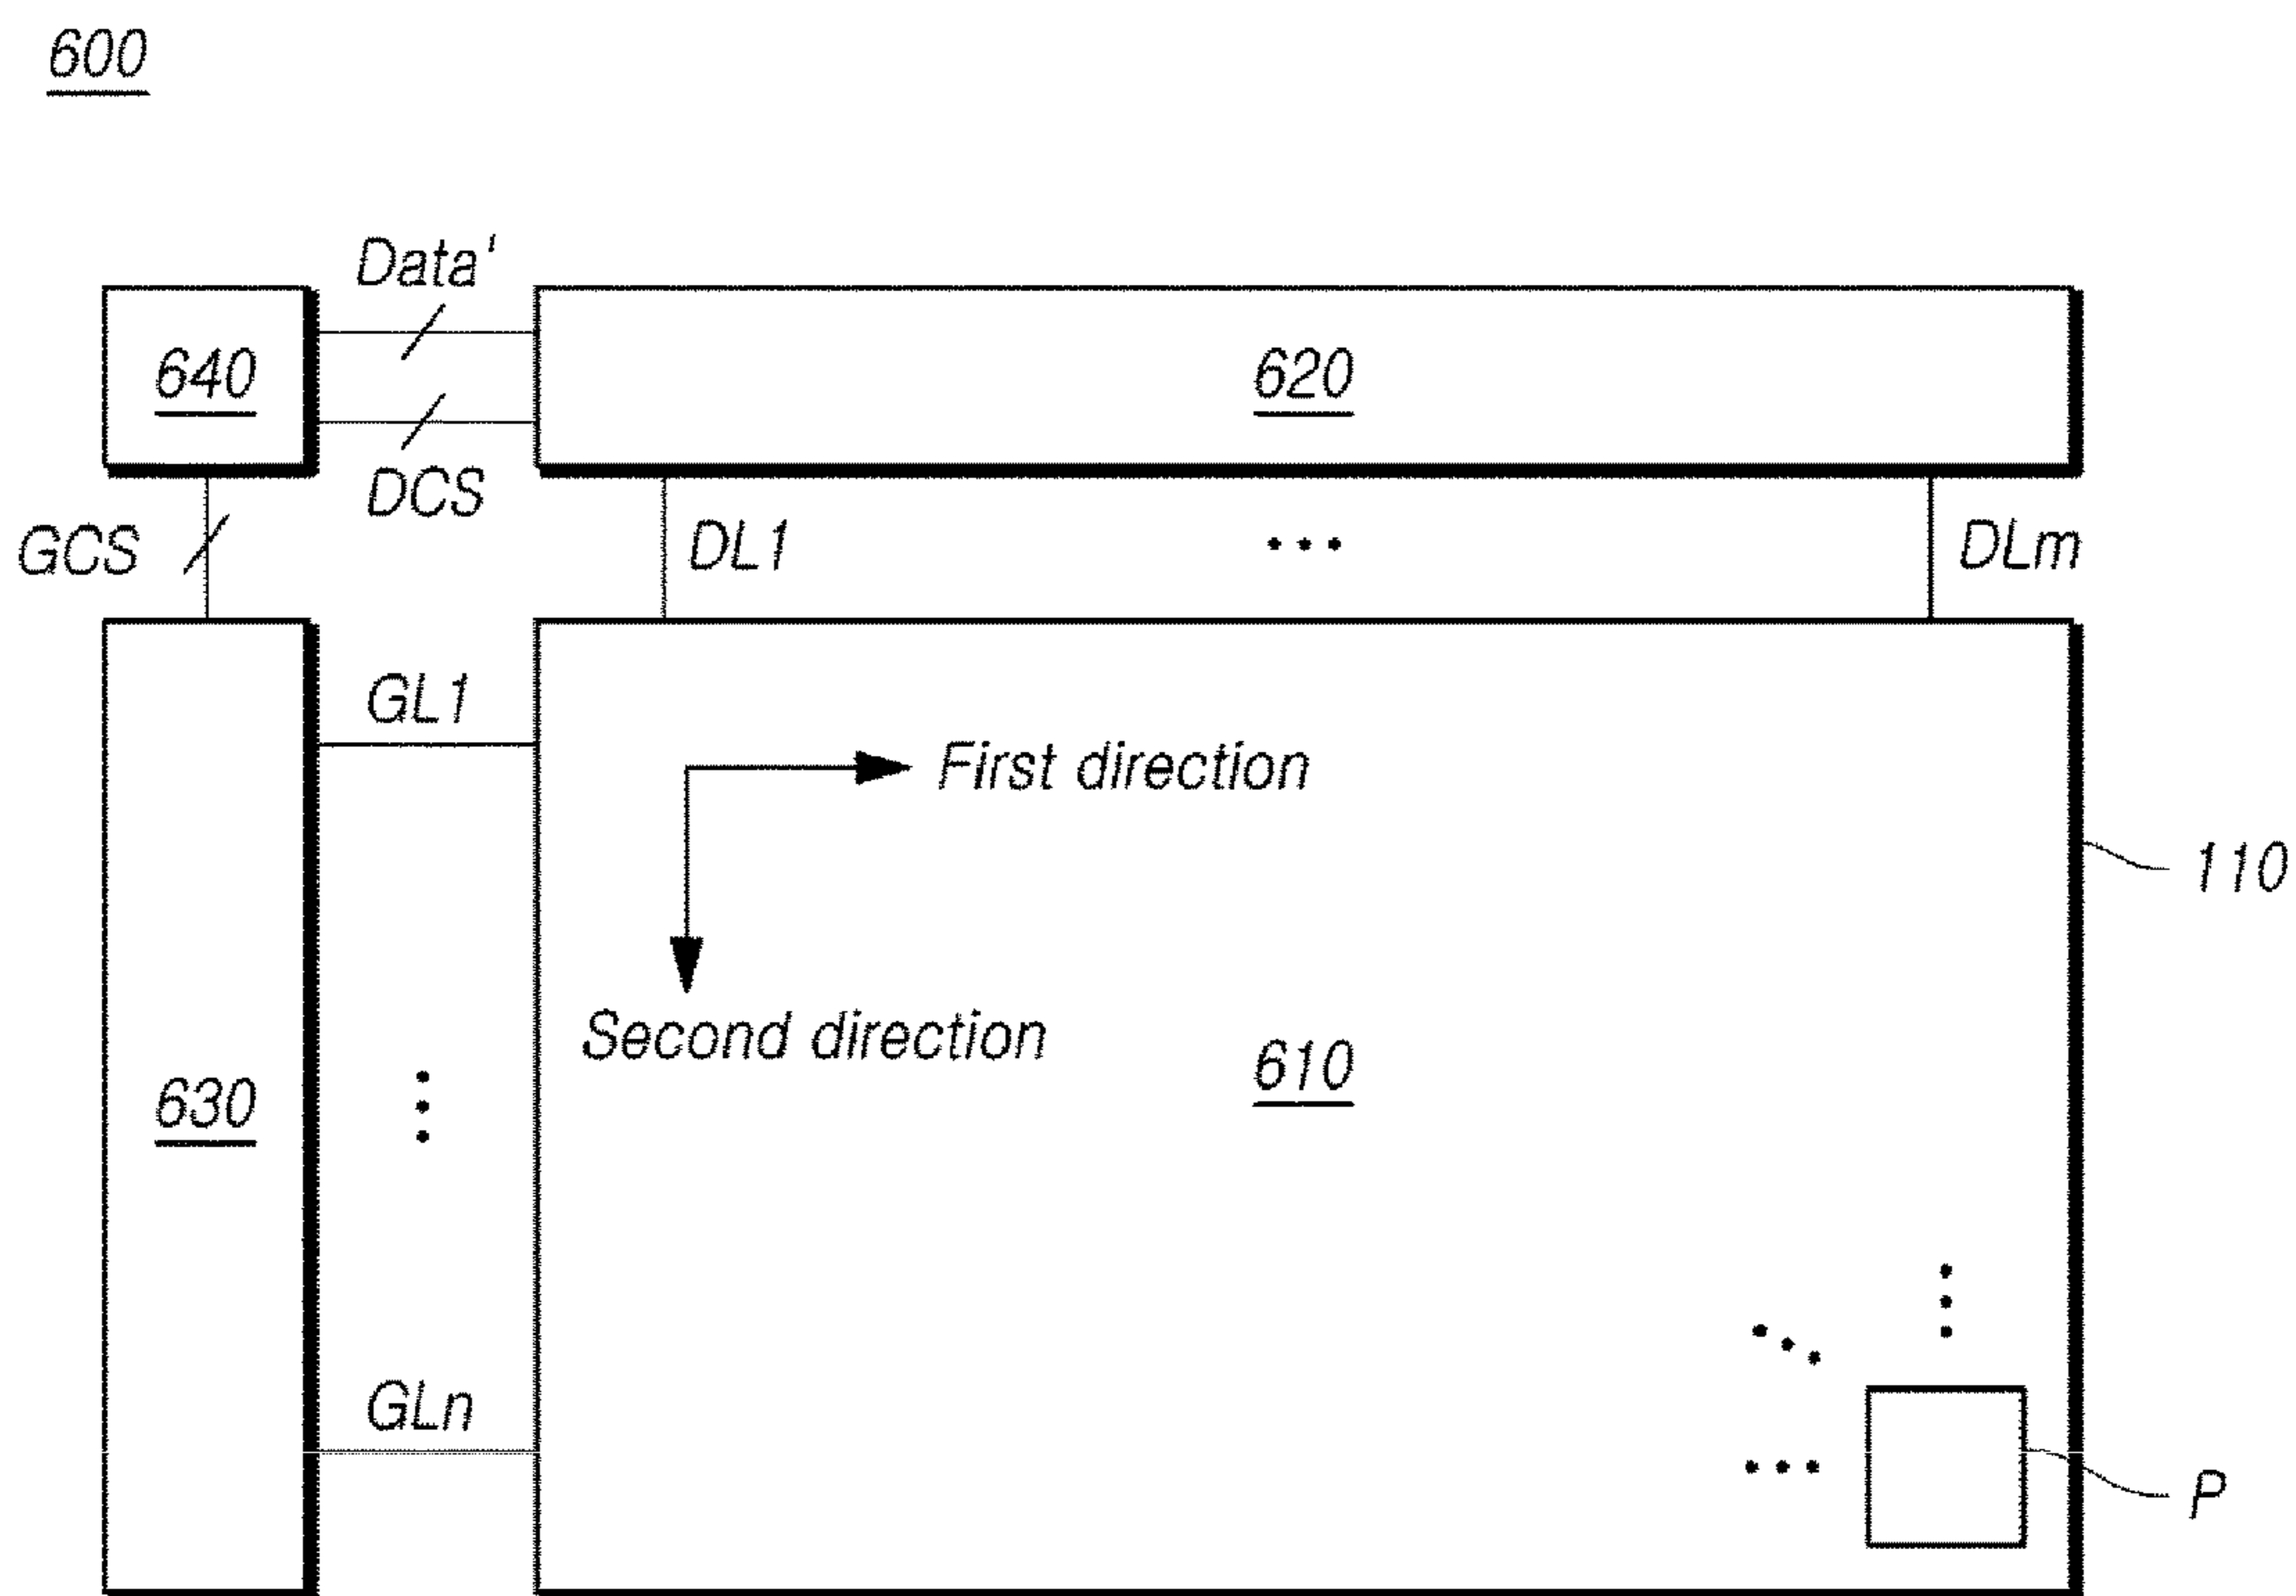 600
Data'
640
620
DCS
GCS
DL1
DLm
GL1
First direction
110
Second direction
610
630
GLn
P